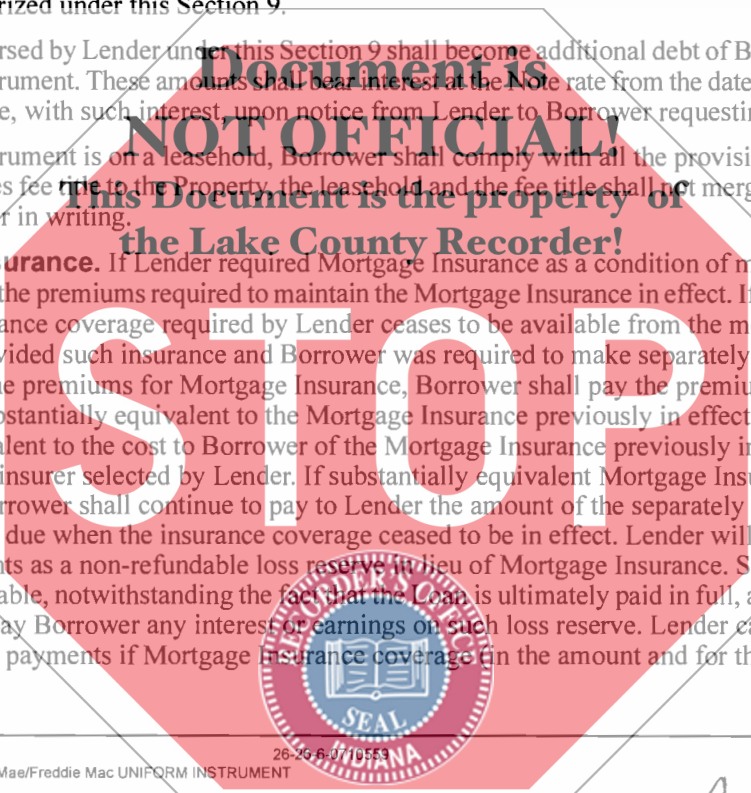 rized under this Section 9.
rsed by Lender under this Section 9 shall become additional debt of B
Document is
rument. These amounts shall bear interest at the Note rate from the date
e, with such interest, upon notice from Lender to Borrower requestin
NOT OFFICIAL!
rument is on a leasehold, Borrower shall comply with all the provisi
s fee title to the Property, the leasehold and the fee title shall not merg
This Document is the property of
r in writing.
the Lake County Recorder!
urance. If Lender required Mortgage Insurance as a condition of m
the premiums required to maintain the Mortgage Insurance in effect. If
ance coverage required by Lender ceases to be available from the m
vided such insurance and Borrower was required to make separately
e premiums for Mortgage Insurance, Borrower shall pay the premiu
STOP
bstantially equivalent to the Mortgage Insurance previously in effect
lent to the cost to Borrower of the Mortgage Insurance previously in
insurer selected by Lender. If substantially equivalent Mortgage Insu
rrower shall continue to pay to Lender the amount of the separately
due when the insurance coverage ceased to be in effect. Lender will
nts as a non-refundable loss reserve in lieu of Mortgage Insurance. S
able, notwithstanding the fact that the Loan is ultimately paid in full, a
ay Borrower any interest or earnings on such loss reserve. Lender ca
payments if Mortgage Insurance coverage (in the amount and for th
RECORDER'S OFFICE
SEAL
INDIANA
26-26-6-0710559
Mae/Freddie Mac UNIFORM INSTRUMENT